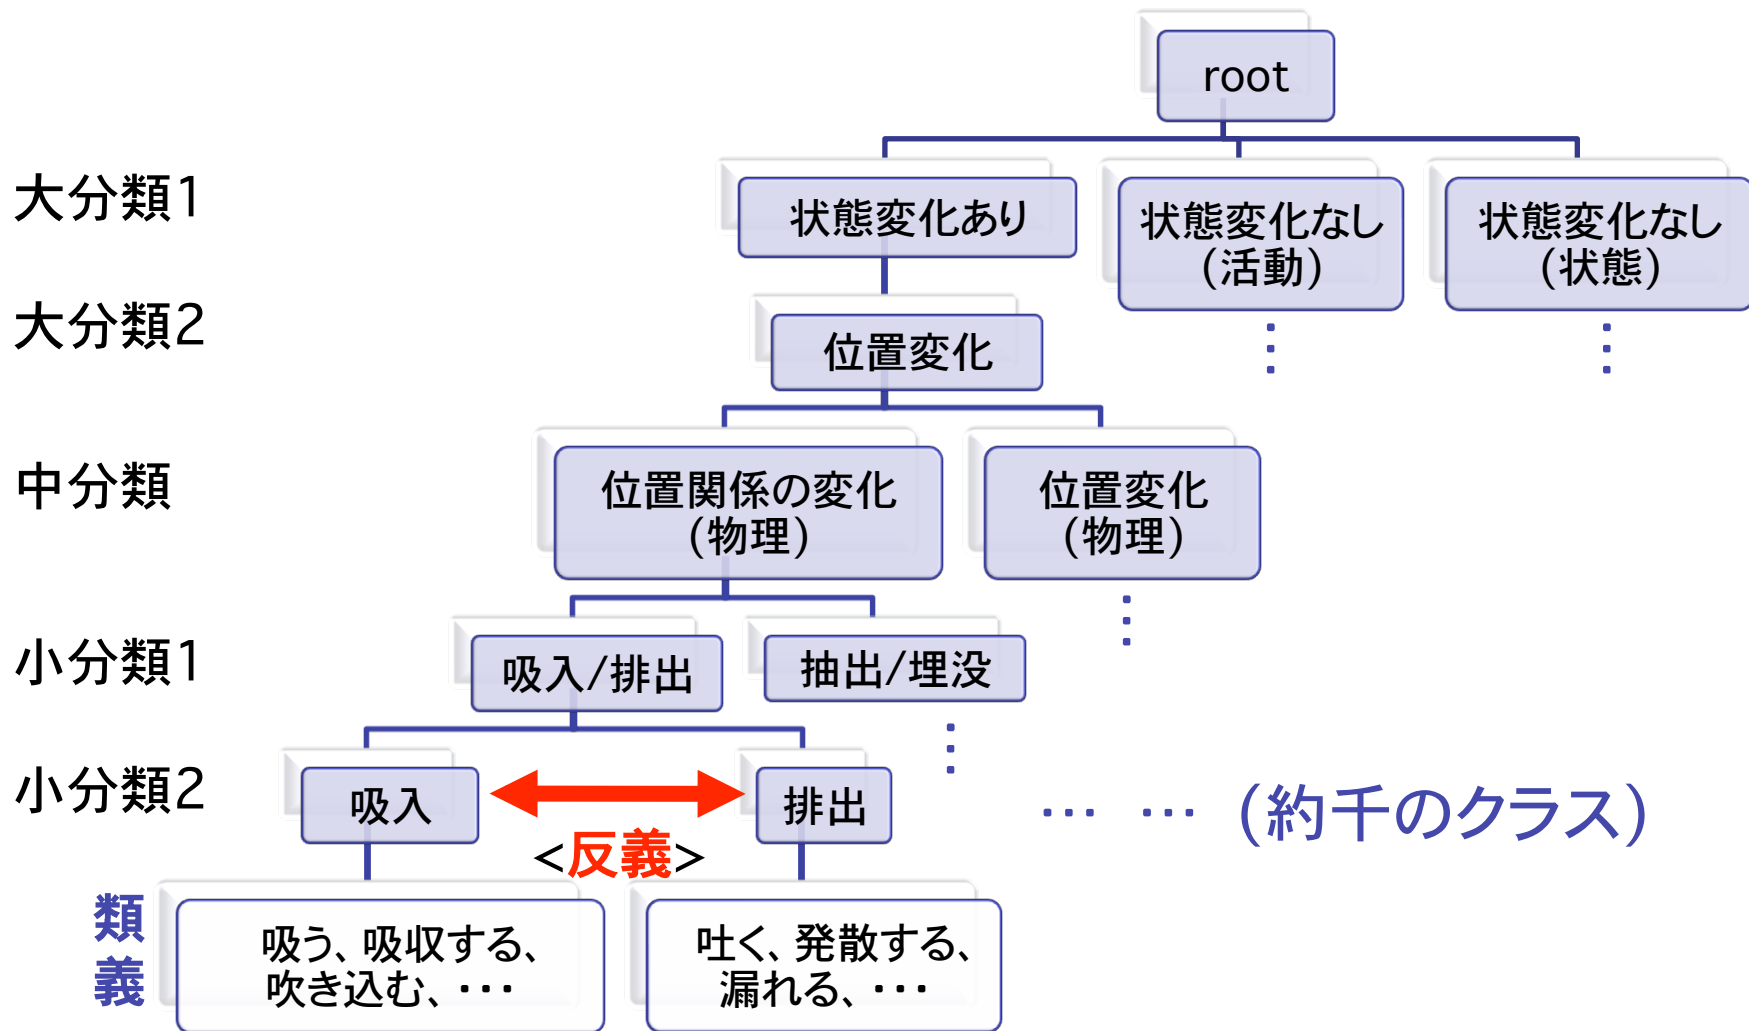 root
大分類1
状態変化あり
状態変化なし
(活動)
状態変化なし
(状態)
大分類2
位置変化
中分類
位置関係の変化
(物理)
位置変化
(物理)
小分類1
吸入/排出
抽出/埋没
小分類2
吸入
排出
<反義>
… … (約千のクラス)
類義
吸う、吸収する、
吹き込む、・・・
吐く、発散する、
漏れる、・・・